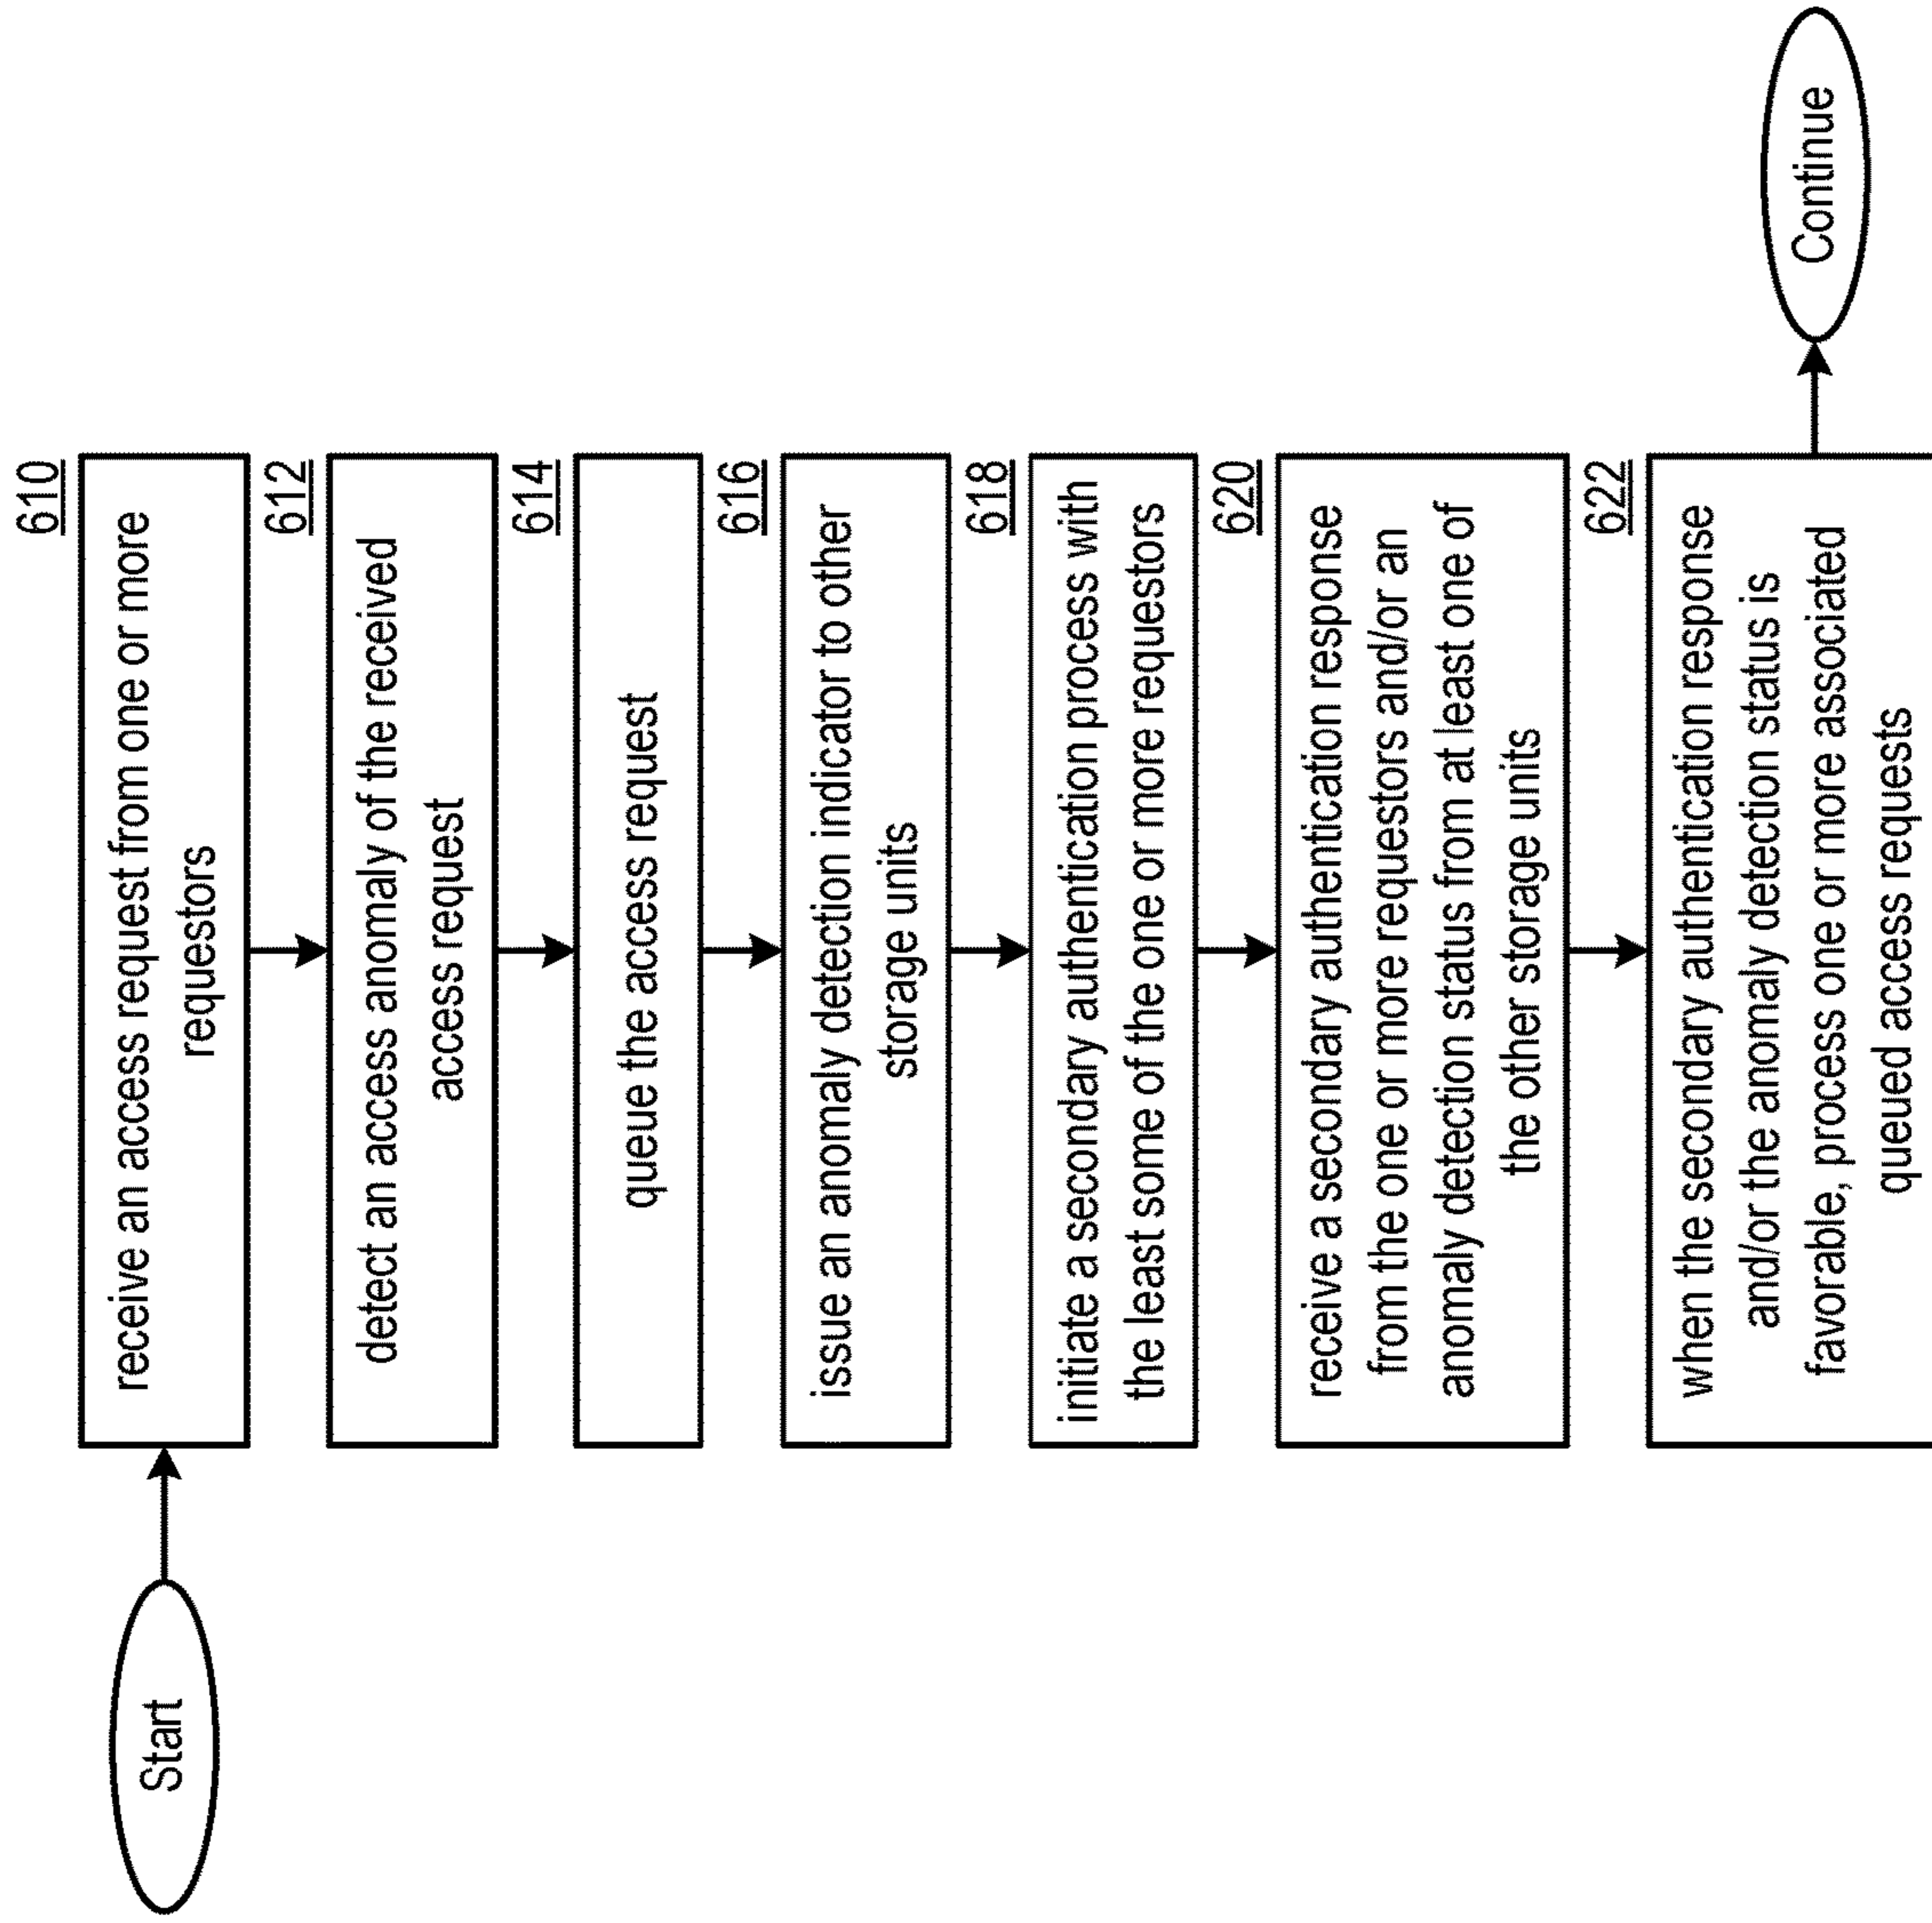 Start
610
receive an access request from one or more
requestors
612
detect an access anomaly of the received
access request
614
queue the access request
616
issue an anomaly detection indicator to other
storage units
618
initiate a secondary authentication process with
the least some of the one or more requestors
620
receive a secondary authentication response
from the one or more requestors and/or an
anomaly detection status from at least one of
the other storage units
622
when the secondary authentication response
and/or the anomaly detection status is
favorable, process one or more associated
queued access requests
Continue